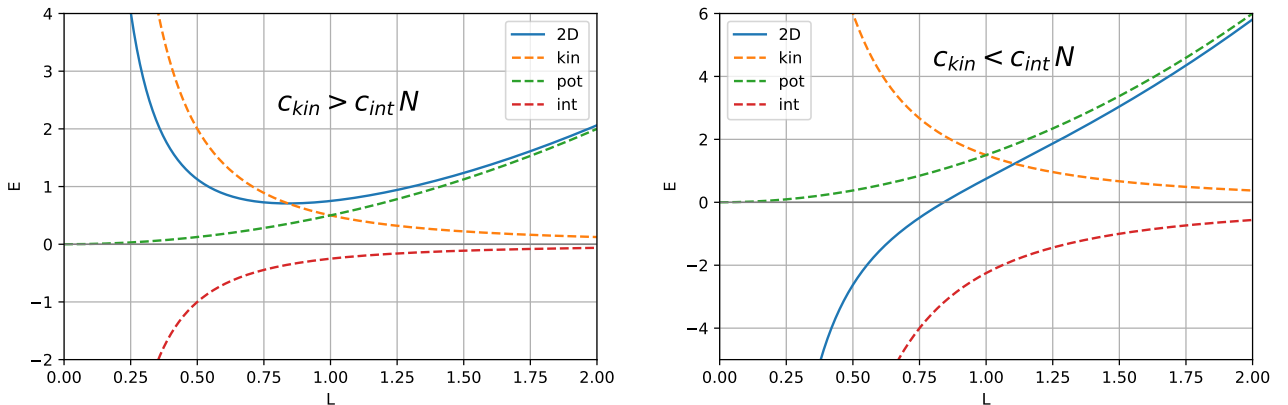 4
3
2
1
0
−1
−2
E
0.00 0.25 0.50 0.75 1.00 1.25 1.50 1.75 2.00
L
c_kin > c_int N
2D
kin
pot
int
6
4
2
0
−2
−4
E
0.00 0.25 0.50 0.75 1.00 1.25 1.50 1.75 2.00
L
2D
kin
pot
int
c_kin < c_int N